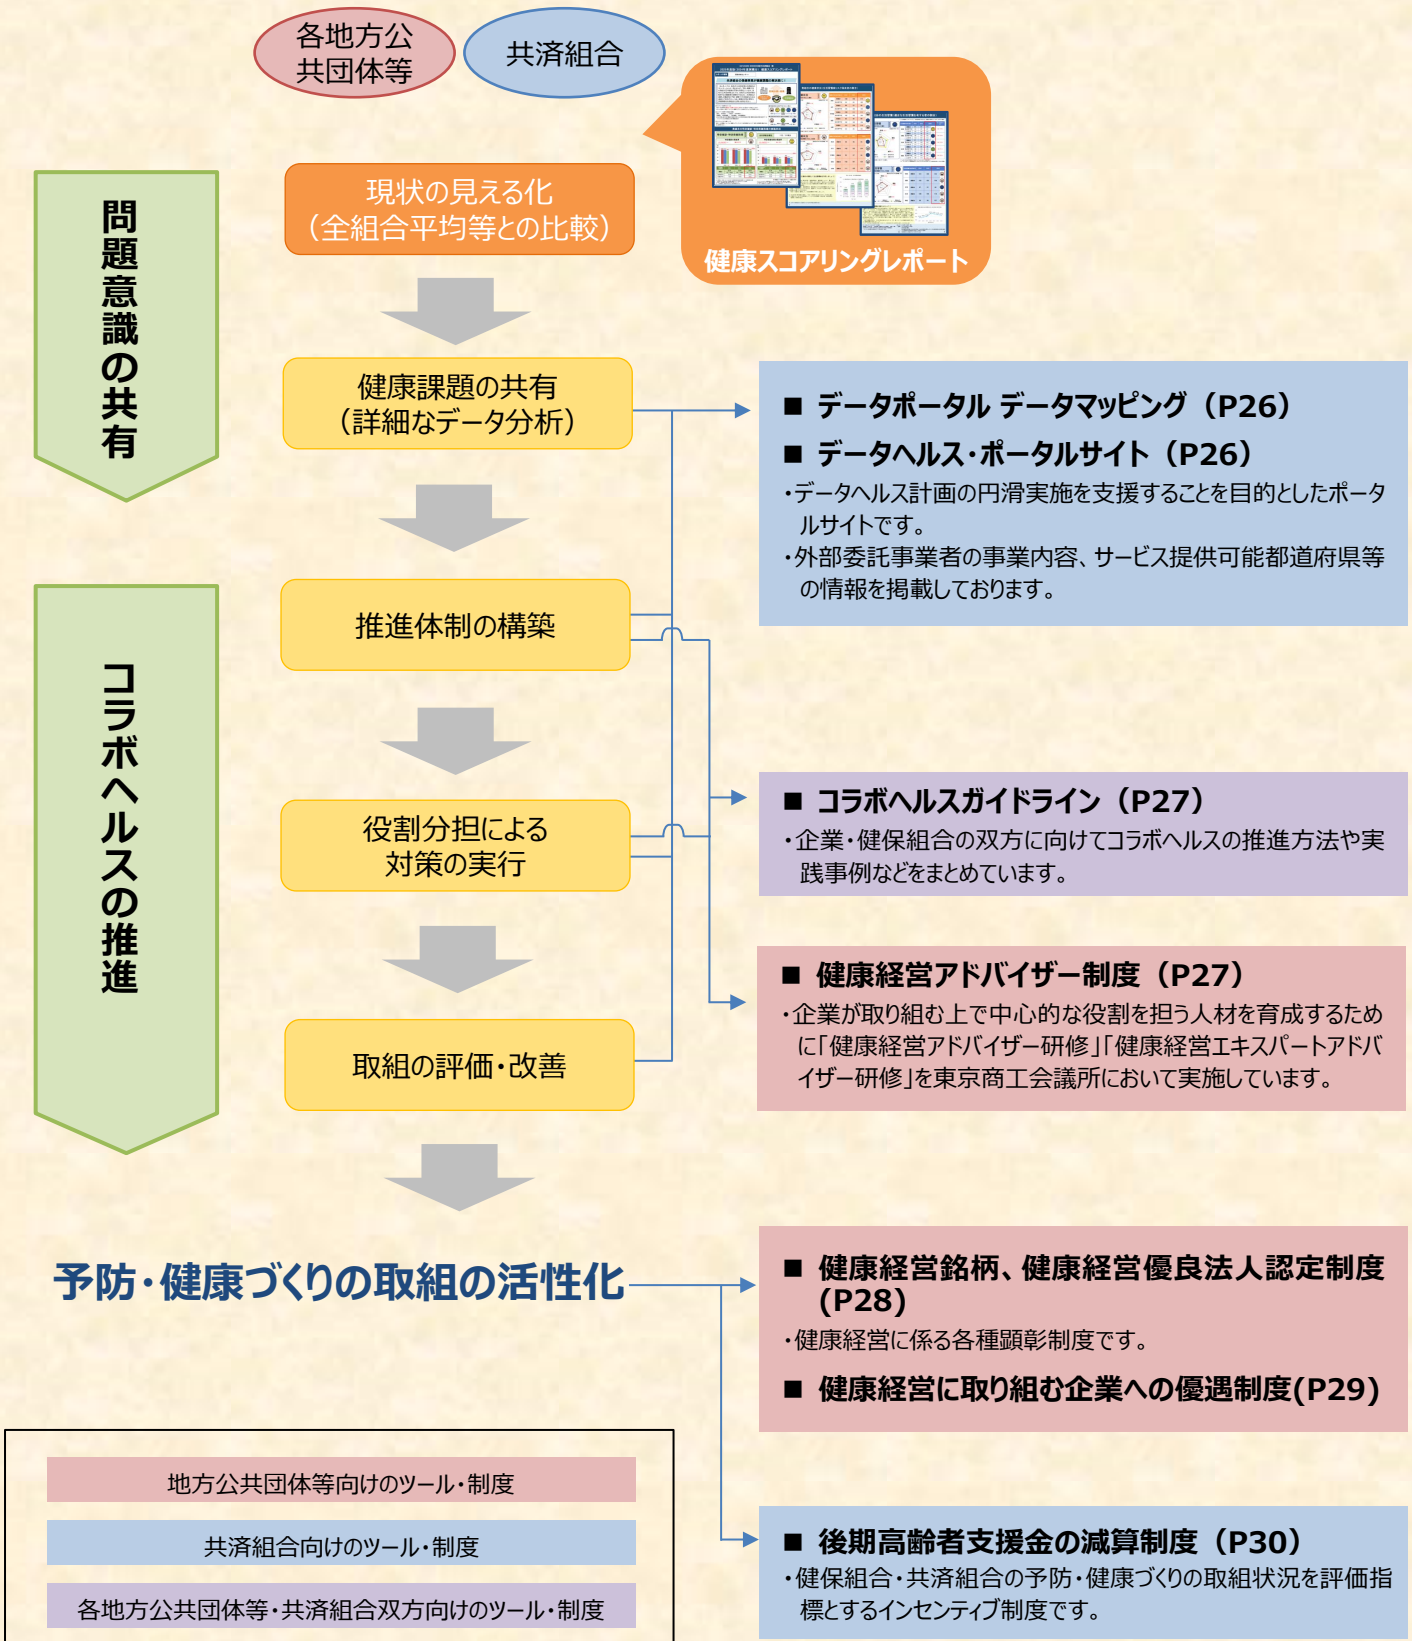 各地方公
共団体等
共済組合
健康スコアリングレポート
問題意識の共有
現状の見える化
（全組合平均等との比較）
健康課題の共有
（詳細なデータ分析）
■ データポータル データマッピング（P26）
■ データヘルス・ポータルサイト（P26）
・データヘルス計画の円滑実施を支援することを目的としたポータ
ルサイトです。
・外部委託事業者の事業内容、サービス提供可能都道府県等
の情報を掲載しております。
コラボヘルスの推進
推進体制の構築
役割分担による
対策の実行
取組の評価・改善
■ コラボヘルスガイドライン（P27）
・企業・健保組合の双方に向けてコラボヘルスの推進方法や実
践事例などをまとめています。
■ 健康経営アドバイザー制度（P27）
・企業が取り組む上で中心的な役割を担う人材を育成するため
に「健康経営アドバイザー研修」「健康経営エキスパートアドバ
イザー研修」を東京商工会議所において実施しています。
予防・健康づくりの取組の活性化
■ 健康経営銘柄、健康経営優良法人認定制度
(P28)
・健康経営に係る各種顕彰制度です。
■ 健康経営に取り組む企業への優遇制度(P29)
■ 後期高齢者支援金の減算制度（P30）
・健保組合・共済組合の予防・健康づくりの取組状況を評価指
標とするインセンティブ制度です。
地方公共団体等向けのツール・制度
共済組合向けのツール・制度
各地方公共団体等・共済組合双方向けのツール・制度